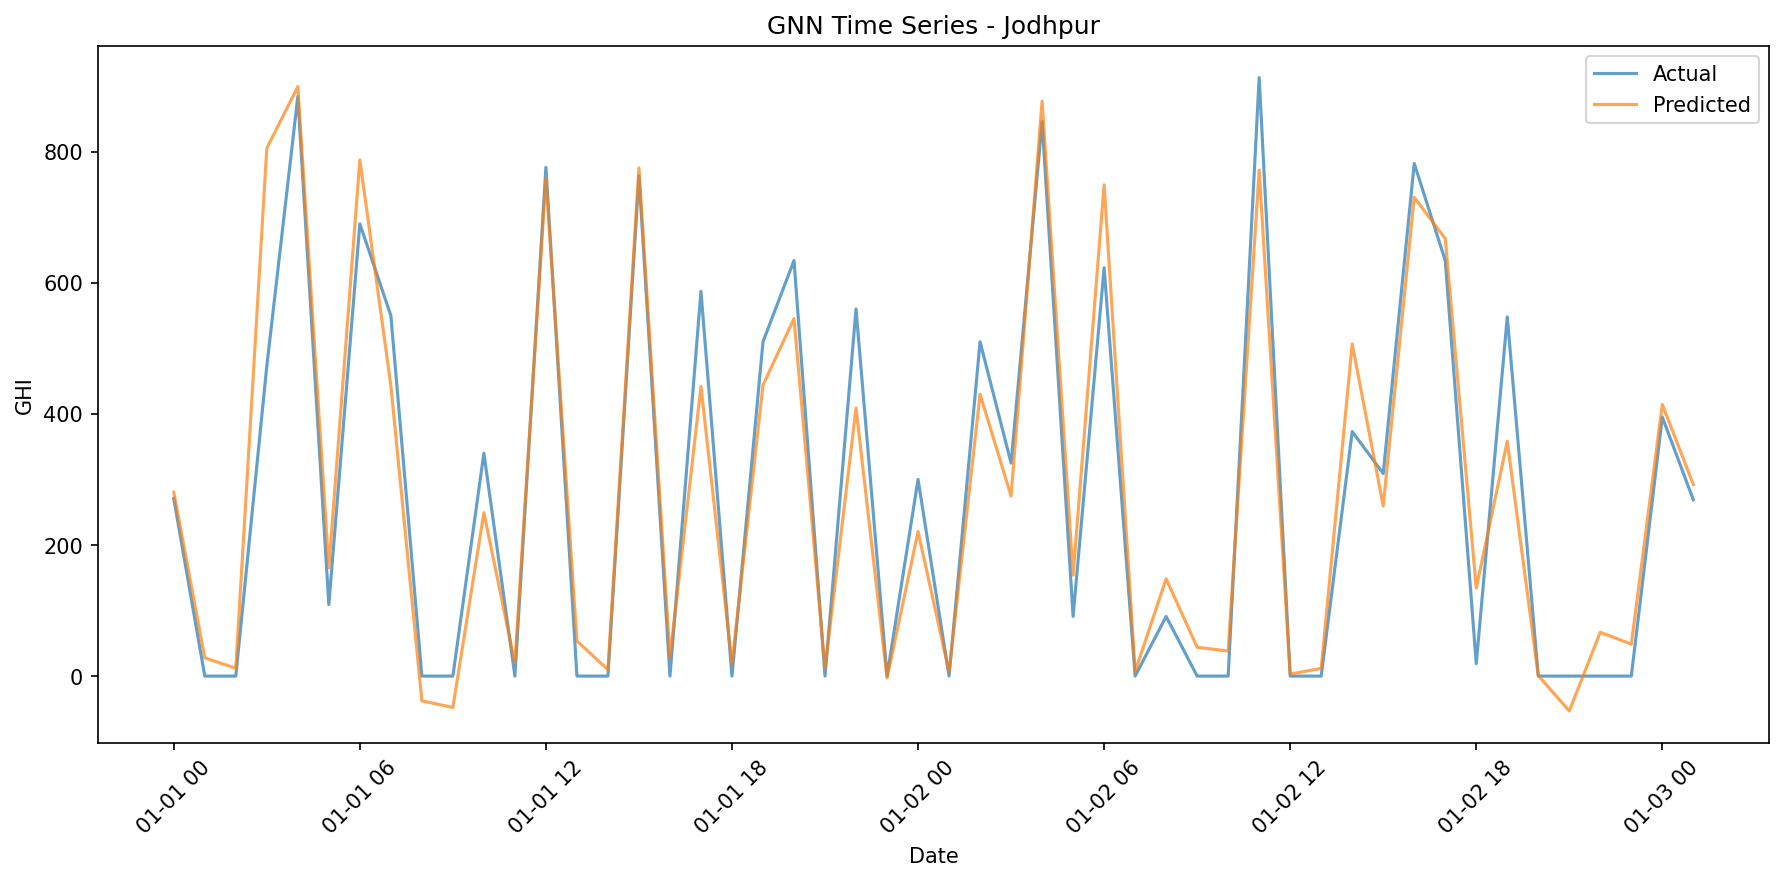 GNN Time Series - Jodhpur
Actual
Predicted
GHI
800
600
400
200
0
01-01 00
01-01 06
01-01 12
01-01 18
01-02 00
01-02 06
01-02 12
01-02 18
01-03 00
Date